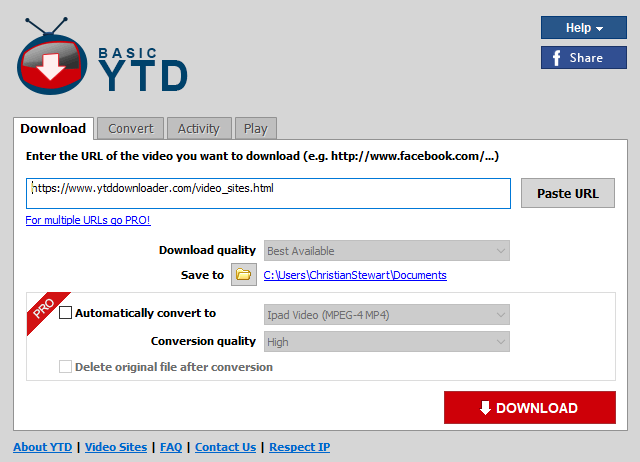 BASIC
YTD
Help
f Share
Download Convert Activity Play
Enter the URL of the video you want to download (e.g. http://www.facebook.com/...)
https://www.ytddownloader.com/video_sites.html
Paste URL
For multiple URLs go PRO!
Download quality Best Available
Save to C:\Users\ChristianStewart\Documents
PRO
Automatically convert to Ipad Video (MPEG-4 MP4)
Conversion quality High
Delete original file after conversion
DOWNLOAD
About YTD | Video Sites | FAQ | Contact Us | Respect IP